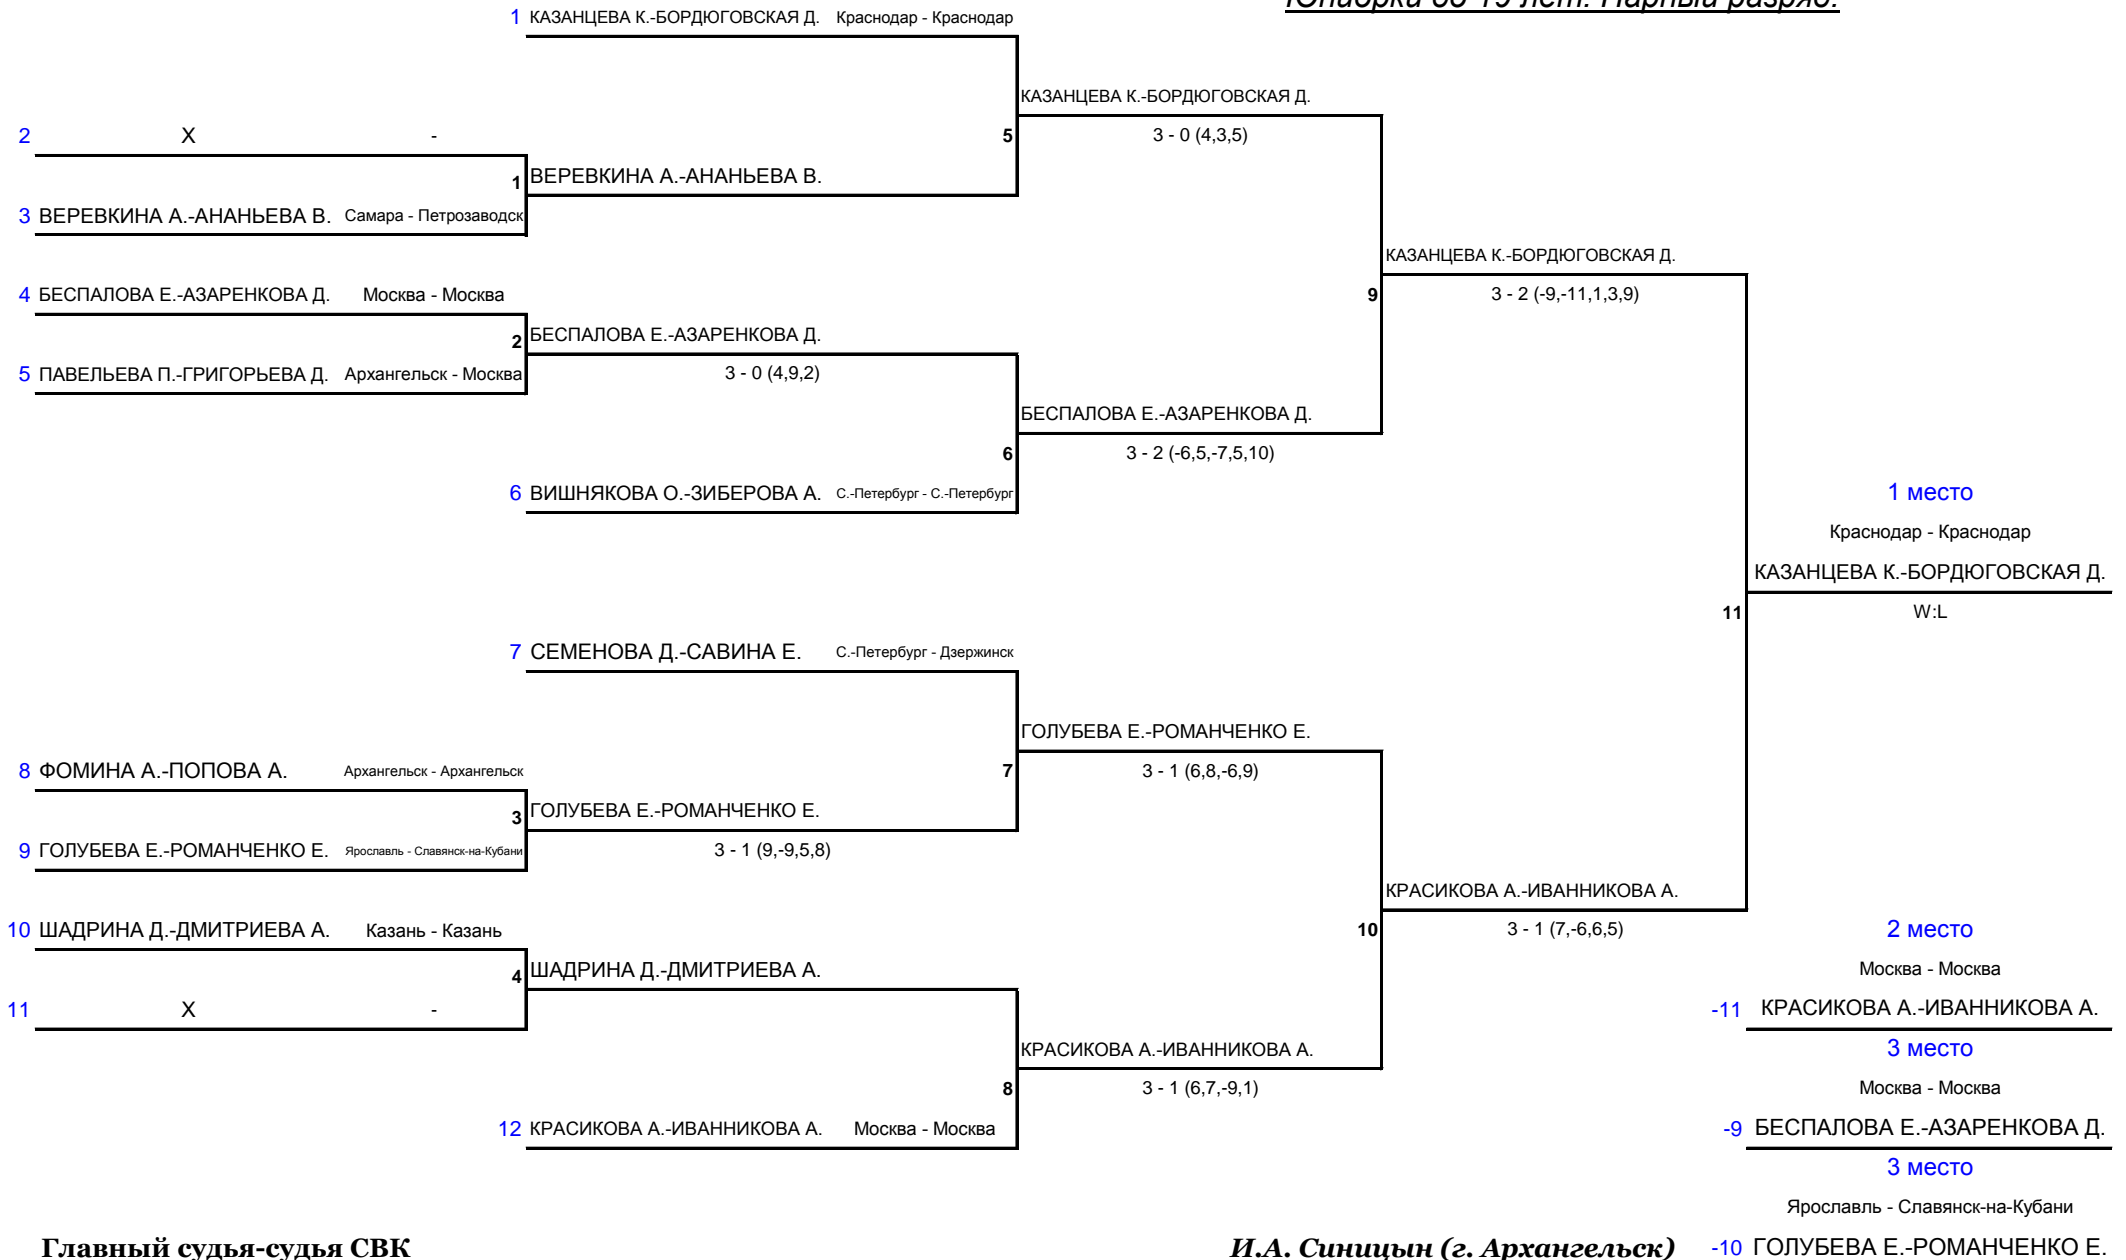 Юниорки до 19 лет. Парный разряд.
1 КАЗАНЦЕВА К.-БОРДЮГОВСКАЯ Д. Краснодар - Краснодар
КАЗАНЦЕВА К.-БОРДЮГОВСКАЯ Д.
2 X - 5 3 - 0 (4,3,5)
1 ВЕРЕВКИНА А.-АНАНЬЕВА В.
3 ВЕРЕВКИНА А.-АНАНЬЕВА В. Самара - Петрозаводск
КАЗАНЦЕВА К.-БОРДЮГОВСКАЯ Д.
4 БЕСПАЛОВА Е.-АЗАРЕНКОВА Д. Москва - Москва 9 3 - 2 (-9,-11,1,3,9)
2 БЕСПАЛОВА Е.-АЗАРЕНКОВА Д.
5 ПАВЕЛЬЕВА П.-ГРИГОРЬЕВА Д. Архангельск - Москва 3 - 0 (4,9,2)
БЕСПАЛОВА Е.-АЗАРЕНКОВА Д.
6 3 - 2 (-6,5,-7,5,10)
6 ВИШНЯКОВА О.-ЗИБЕРОВА А. С.-Петербург - С.-Петербург 1 место
Краснодар - Краснодар
КАЗАНЦЕВА К.-БОРДЮГОВСКАЯ Д.
11 W:L
7 СЕМЕНОВА Д.-САВИНА Е. С.-Петербург - Дзержинск
ГОЛУБЕВА Е.-РОМАНЧЕНКО Е.
8 ФОМИНА А.-ПОПОВА А. Архангельск - Архангельск 7 3 - 1 (6,8,-6,9)
3 ГОЛУБЕВА Е.-РОМАНЧЕНКО Е.
9 ГОЛУБЕВА Е.-РОМАНЧЕНКО Е. Ярославль - Славянск-на-Кубани 3 - 1 (9,-9,5,8)
КРАСИКОВА А.-ИВАННИКОВА А.
10 ШАДРИНА Д.-ДМИТРИЕВА А. Казань - Казань 10 3 - 1 (7,-6,6,5) 2 место
4 ШАДРИНА Д.-ДМИТРИЕВА А. Москва - Москва
11 X - -11 КРАСИКОВА А.-ИВАННИКОВА А.
КРАСИКОВА А.-ИВАННИКОВА А. 3 место
8 3 - 1 (6,7,-9,1) Москва - Москва
12 КРАСИКОВА А.-ИВАННИКОВА А. Москва - Москва -9 БЕСПАЛОВА Е.-АЗАРЕНКОВА Д.
3 место
Ярославль - Славянск-на-Кубани
Главный судья-судья СВК И.А. Синицын (г. Архангельск) -10 ГОЛУБЕВА Е.-РОМАНЧЕНКО Е.